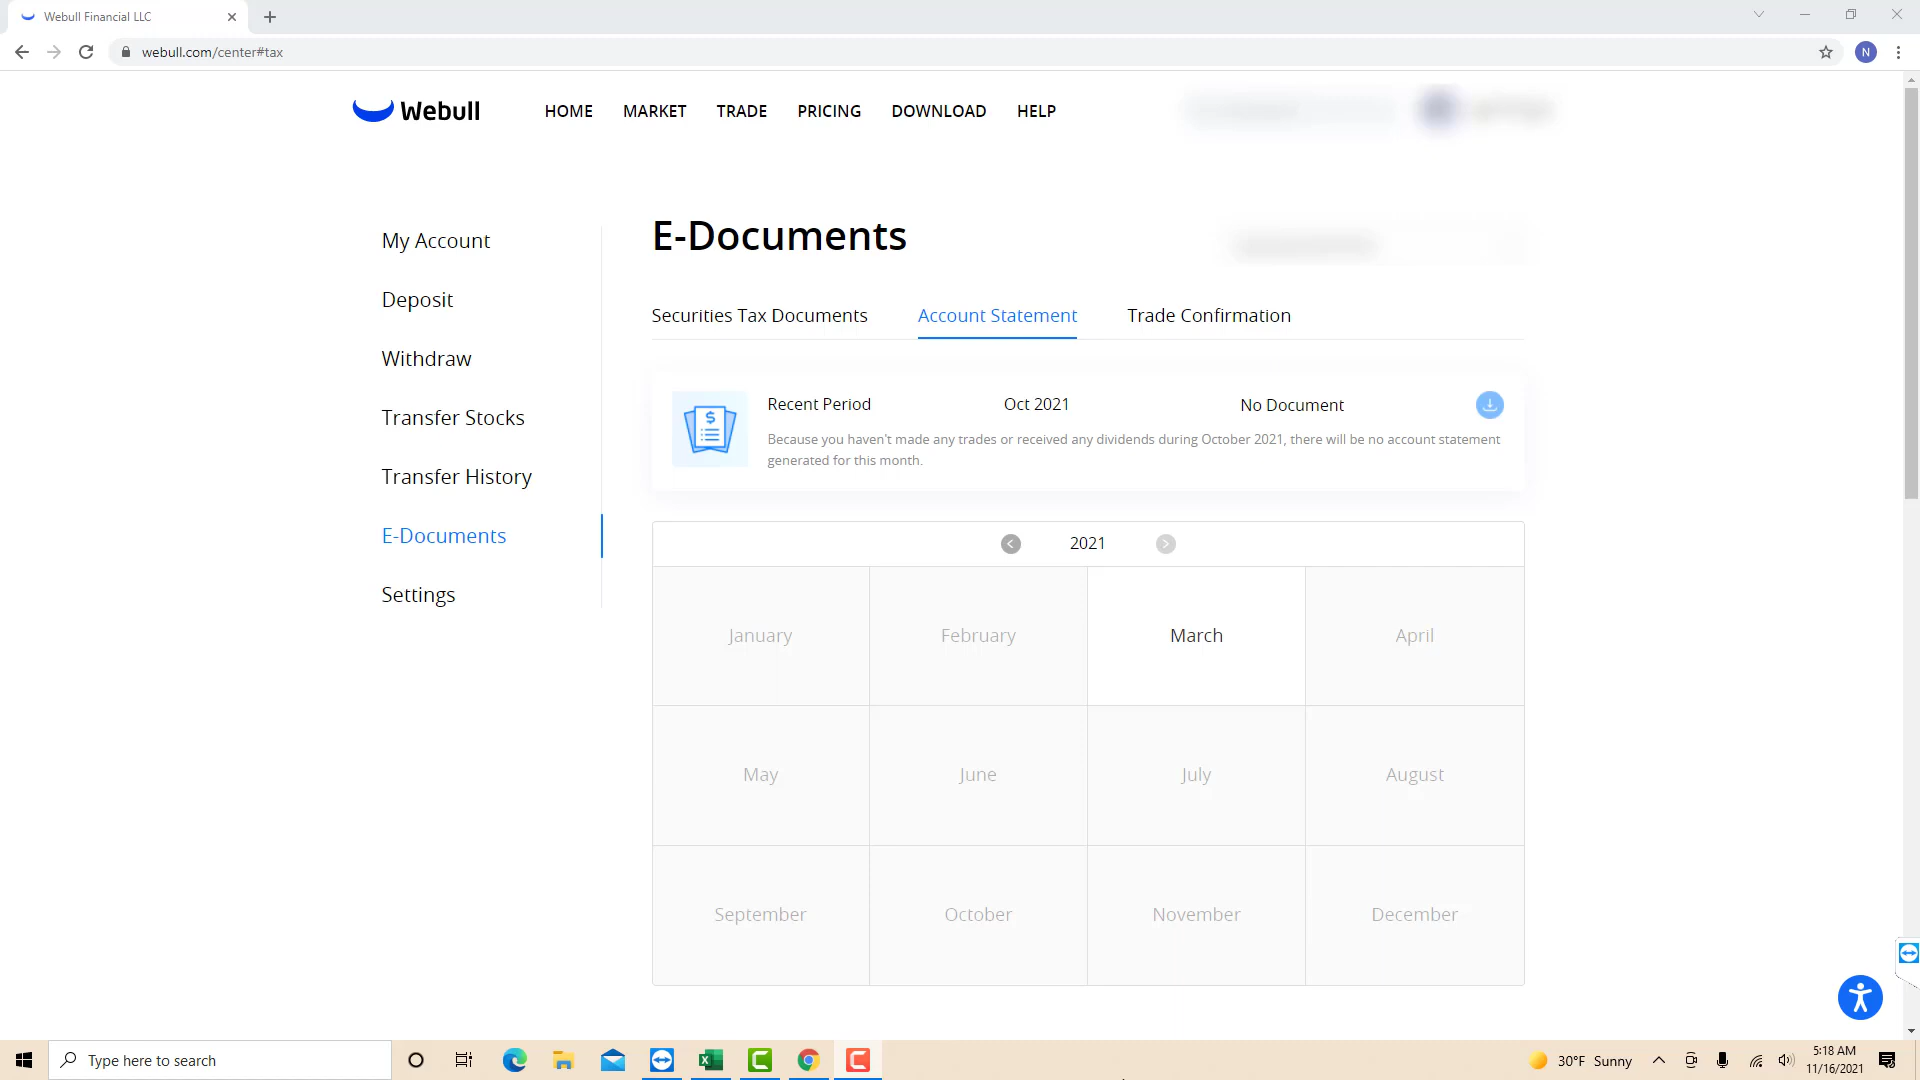 Webull Financial LLC
webull.com/center#tax
N
Webull
HOME
MARKET
TRADE
PRICING
DOWNLOAD
HELP
My Account
Deposit
Withdraw
Transfer Stocks
Transfer History
E-Documents
Settings
E-Documents
Securities Tax Documents
Account Statement
Trade Confirmation
Recent Period
Oct 2021
No Document
Because you haven't made any trades or received any dividends during October 2021, there will be no account statement
generated for this month.
2021
January
February
March
April
May
June
July
August
September
October
November
December
Type here to search
30°F Sunny
5:18 AM
11/16/2021